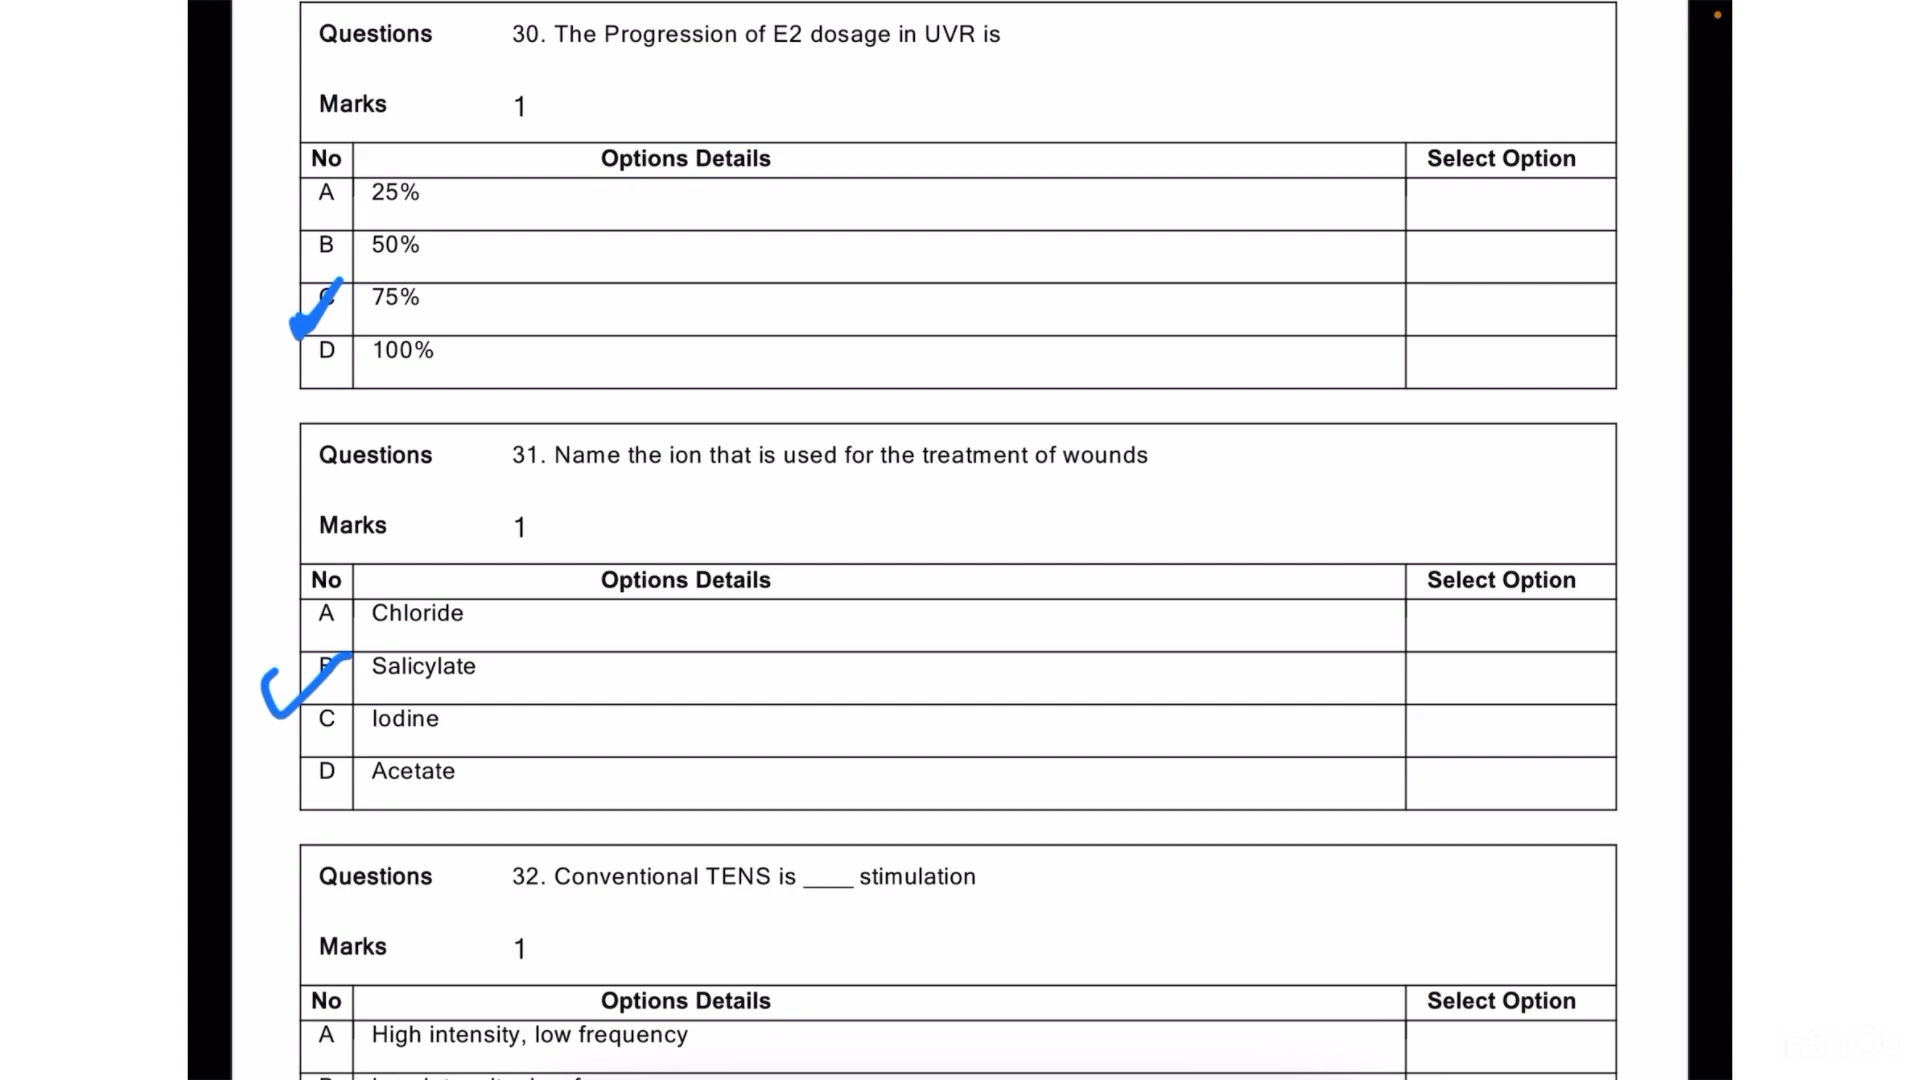 Questions 30. The Progression of E2 dosage in UVR is
Marks 1
No Options Details Select Option
A 25%
B 50%
C 75%
D 100%
Questions 31. Name the ion that is used for the treatment of wounds
Marks 1
No Options Details Select Option
A Chloride
B Salicylate
C Iodine
D Acetate
Questions 32. Conventional TENS is ____ stimulation
Marks 1
No Options Details Select Option
A High intensity, low frequency